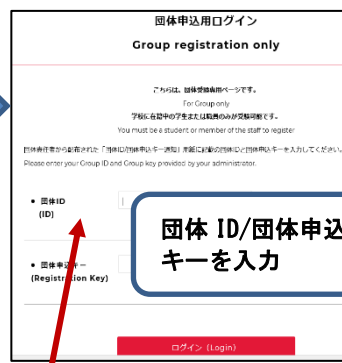 団体申込用ログイン
Group registration only
こちらは、団体受験専用ページです。
For Group only
学校に在籍中の学生または職員のみが受験可能です。
You must be a student or member of the staff to register
団体責任者から配布された「団体ID/団体申込キー通知」用紙に記載の団体IDと団体申込キーを入力してください。
Please enter your Group ID and Group key provided by your administrator.
• 団体ID
(ID)
団体 ID/団体申込
キーを入力
• 団体申込キー
(Registration Key)
ログイン (Login)